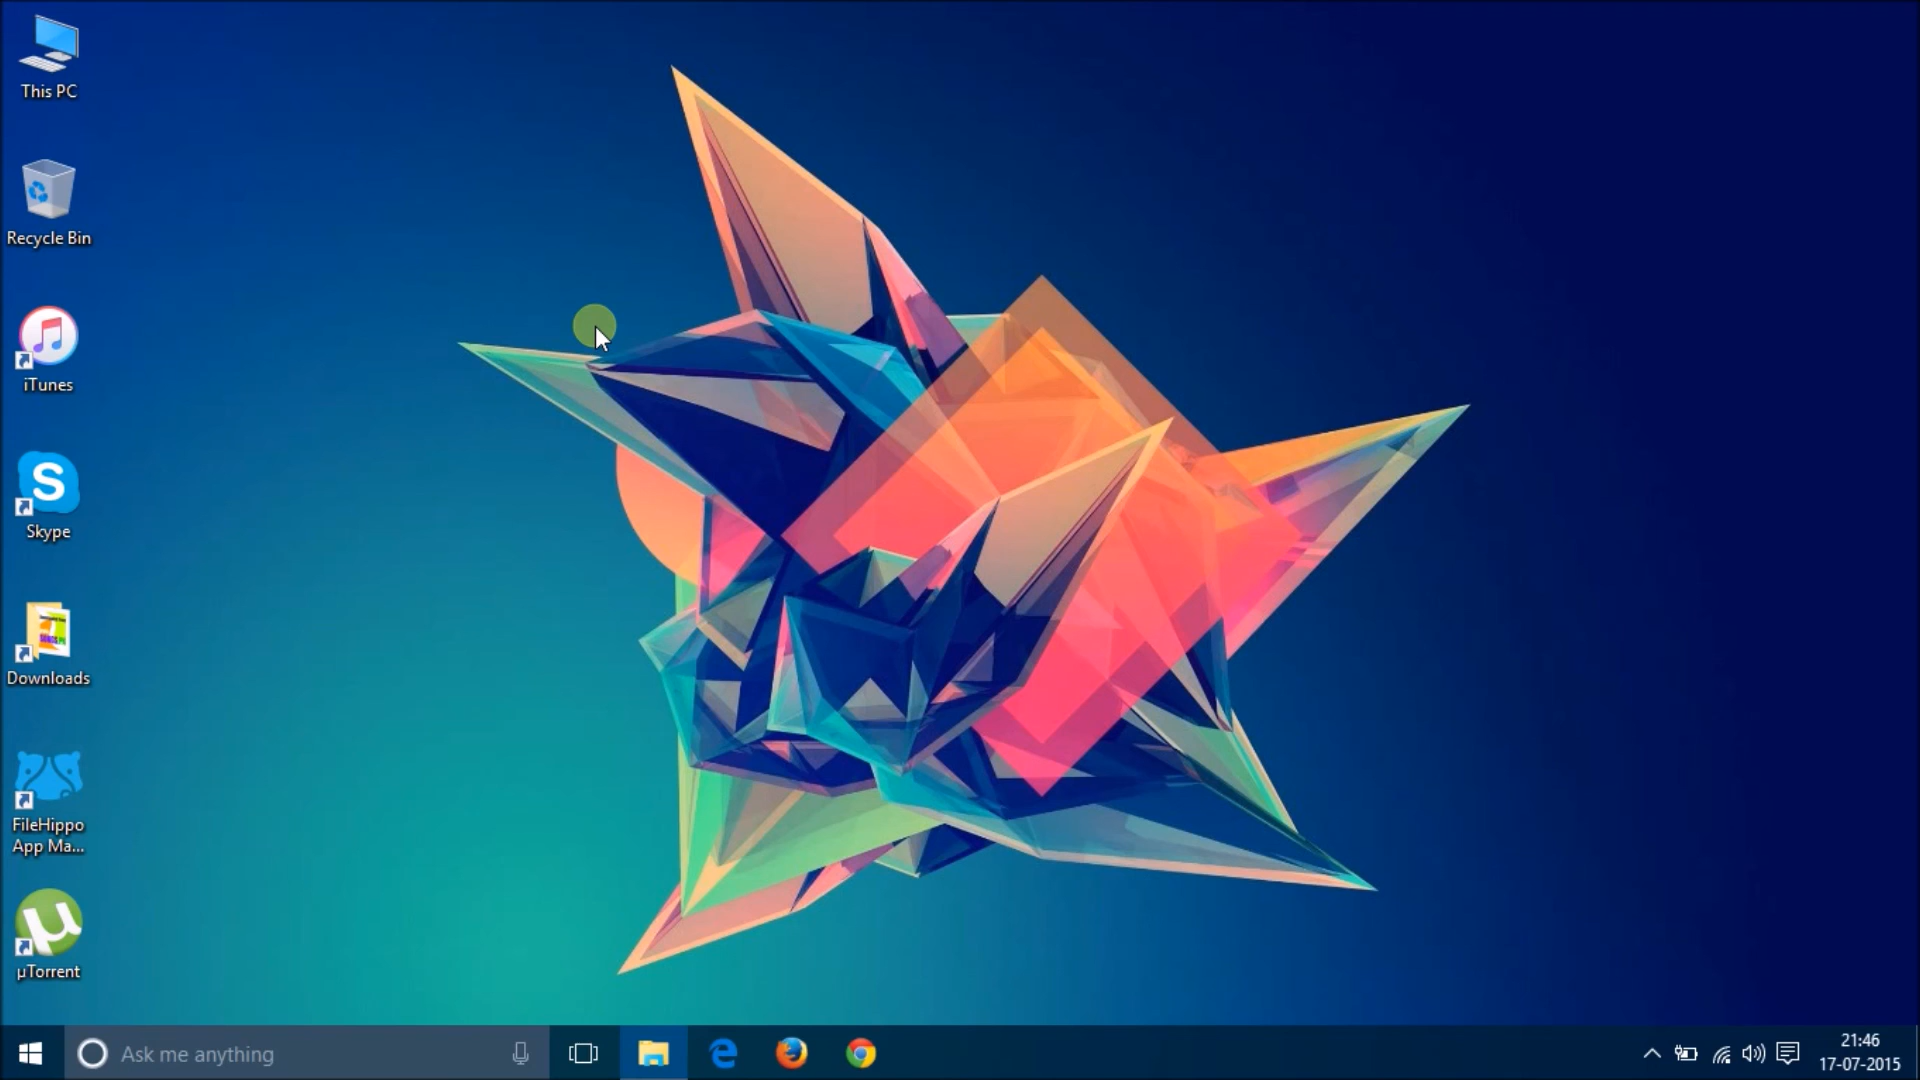 This PC
Recycle Bin
iTunes
S
Skype
Downloads
FileHippo
App Ma...
µ
µTorrent
Ask me anything
21:46
17-07-2015